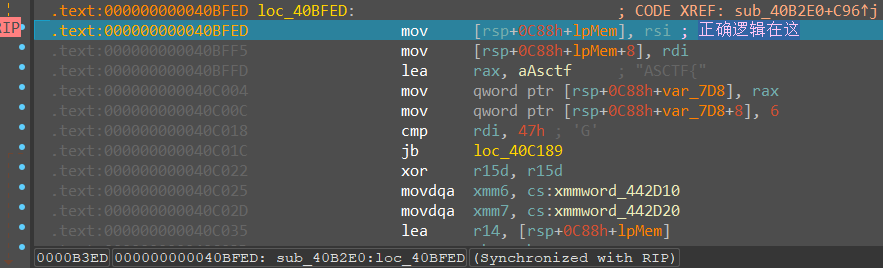 .text:000000000040BFED loc_40BFED: ; CODE XREF: sub_40B2E0+C96↑j
RIP .text:000000000040BFED mov [rsp+0C88h+lpMem], rsi ; 正确逻辑在这
.text:000000000040BFF5 mov [rsp+0C88h+lpMem+8], rdi
.text:000000000040BFFD lea rax, aAsctf ; "ASCTF{"
.text:000000000040C004 mov qword ptr [rsp+0C88h+var_7D8], rax
.text:000000000040C00C mov qword ptr [rsp+0C88h+var_7D8+8], 6
.text:000000000040C018 cmp rdi, 47h ; 'G'
.text:000000000040C01C jb loc_40C189
.text:000000000040C022 xor r15d, r15d
.text:000000000040C025 movdqa xmm6, cs:xmmword_442D10
.text:000000000040C02D movdqa xmm7, cs:xmmword_442D20
.text:000000000040C035 lea r14, [rsp+0C88h+lpMem]
0000B3ED 000000000040BFED: sub_40B2E0:loc_40BFED (Synchronized with RIP)